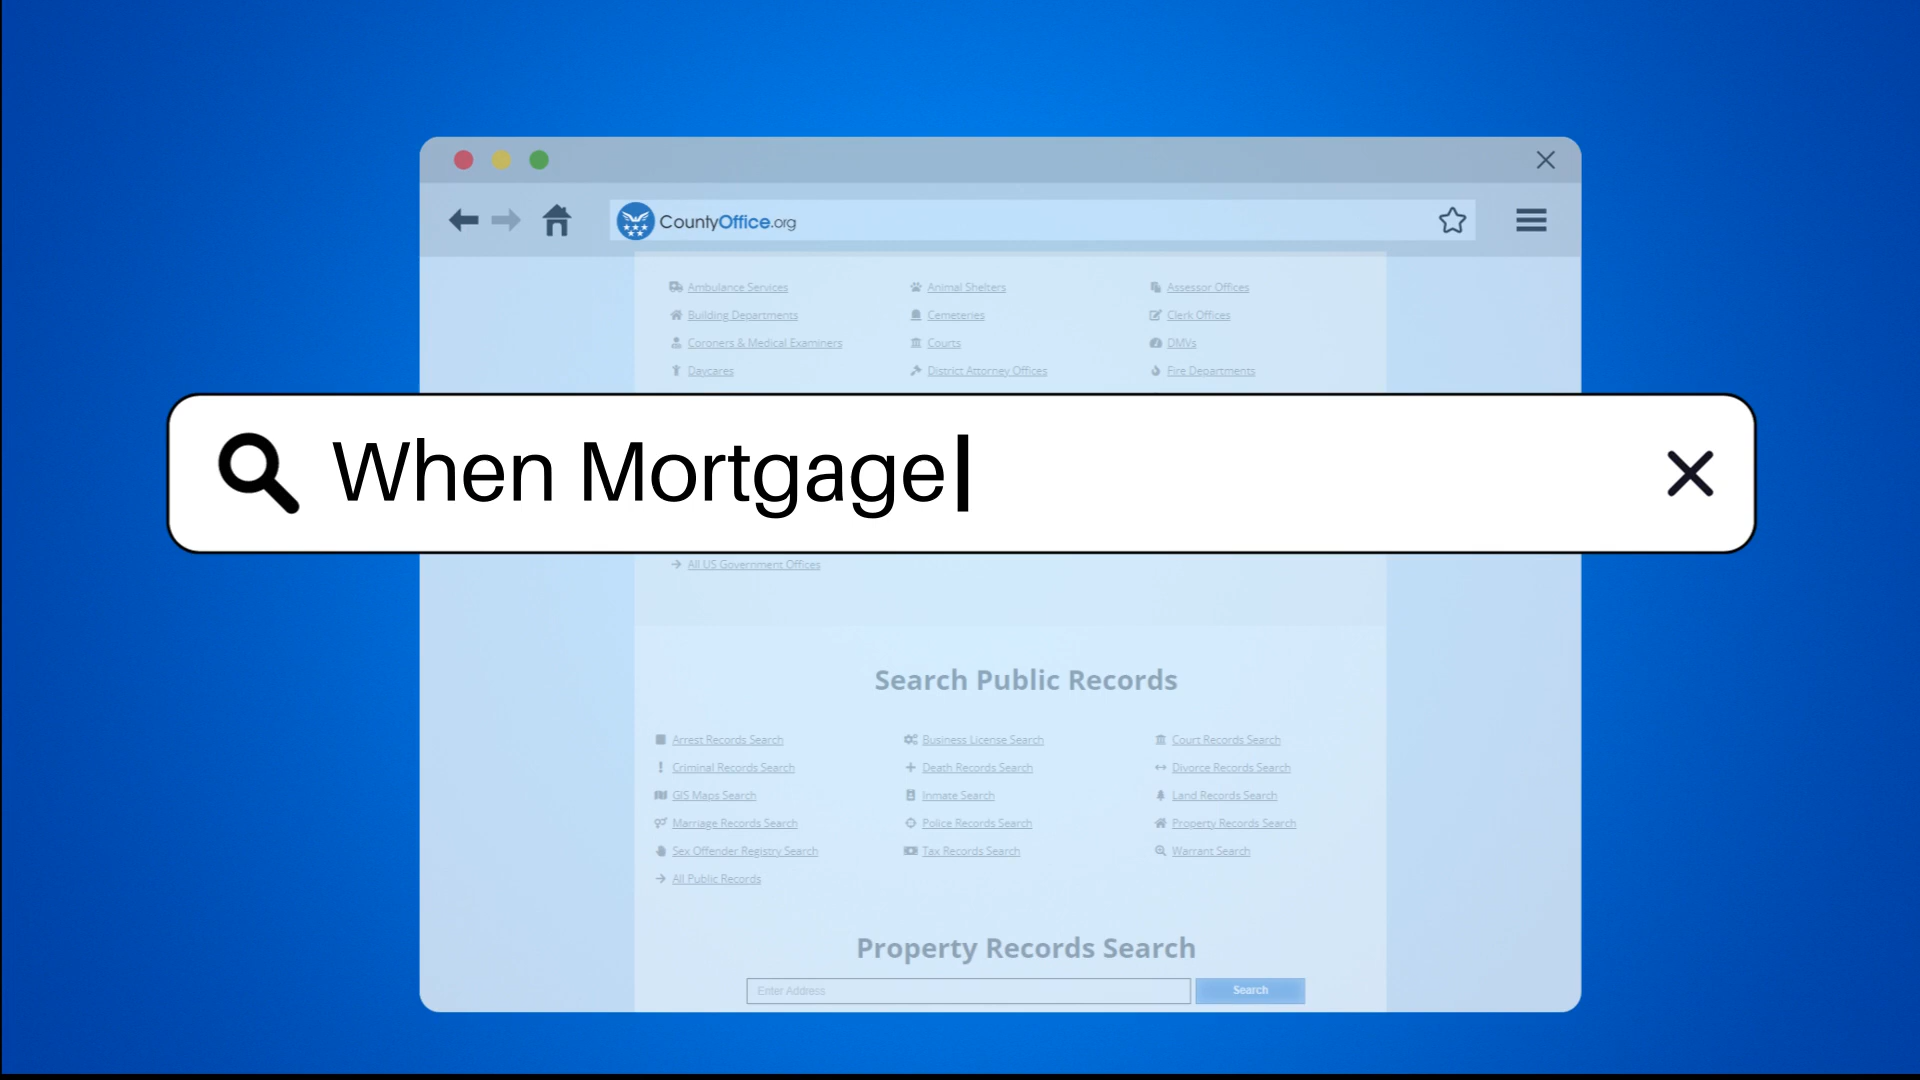 CountyOffice.org
Ambulance Services Animal Shelters Assessor Offices
Building Departments Cemeteries Clerk Offices
Coroners & Medical Examiners Courts DMVs
Daycares District Attorney Offices Fire Departments
When Mortgage
All US Government Offices
Search Public Records
Arrest Records Search Business License Search Court Records Search
Criminal Records Search Death Records Search Divorce Records Search
GIS Maps Search Inmate Search Land Records Search
Marriage Records Search Police Records Search Property Records Search
Sex Offender Registry Search Tax Records Search Warrant Search
All Public Records
Property Records Search
Enter Address Search